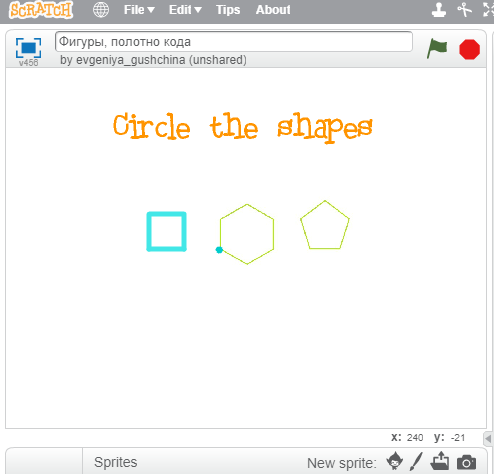 SCRATCH File Edit Tips About
Фигуры, полотно кода
v456 by evgeniya_gushchina (unshared)
Circle the shapes
x: 240 y: -21
Sprites New sprite: